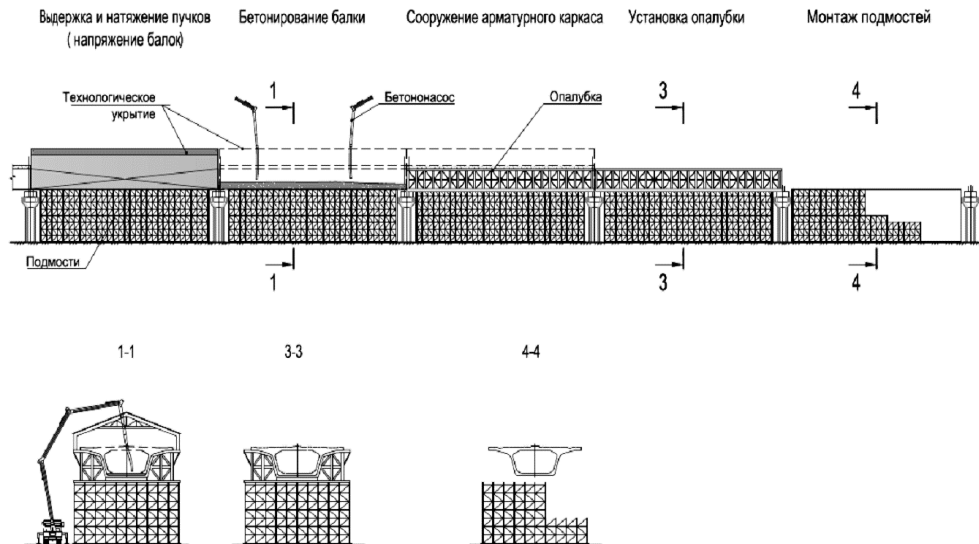 Выдержка и натяжение пучков
( напряжение балок)
Бетонирование балки
Сооружение арматурного каркаса
Установка опалубки
Монтаж подмостей
Технологическое
укрытие
1
Бетононасос
Опалубка
3
4
Подмости
1
3
4
1-1
3-3
4-4